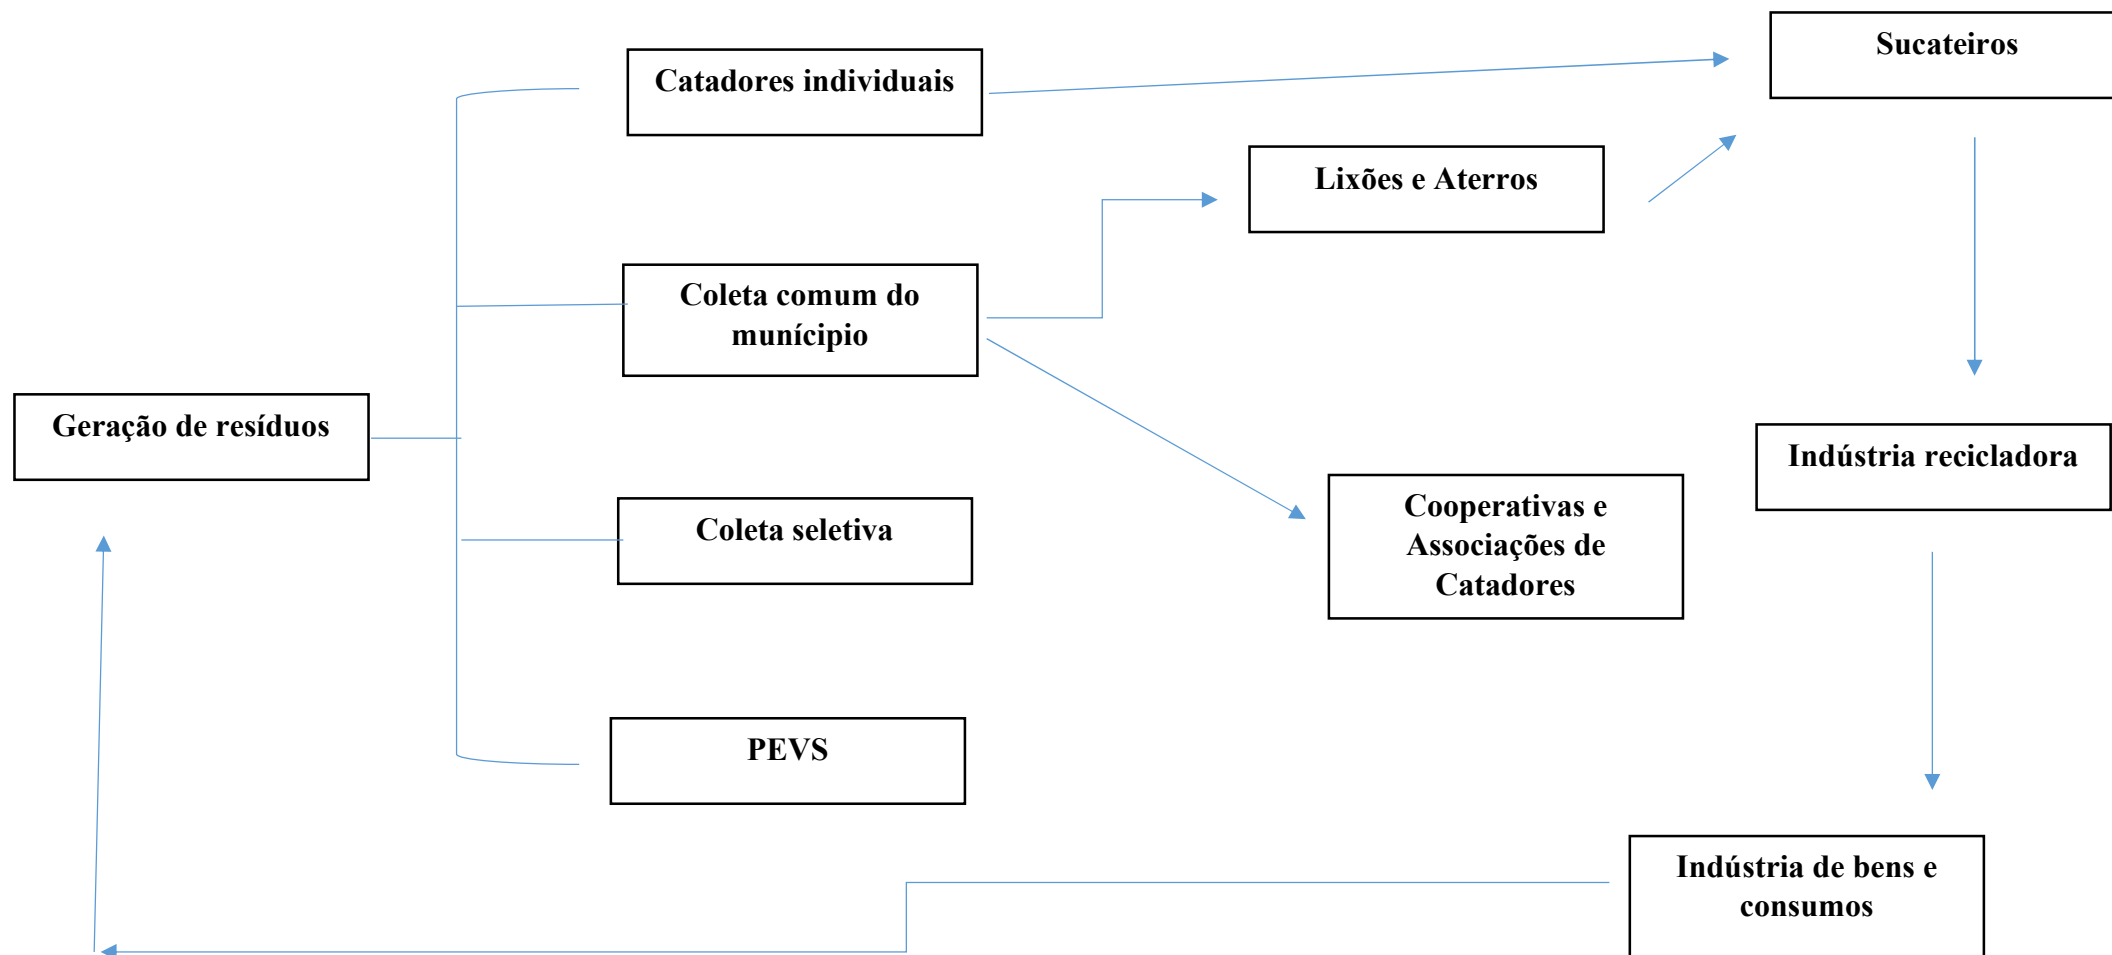 Sucateiros
Catadores individuais
Lixões e Aterros
Coleta comum do
munícipio
Geração de resíduos
Indústria recicladora
Cooperativas e
Associações de
Catadores
Coleta seletiva
PEVS
Indústria de bens e
consumos